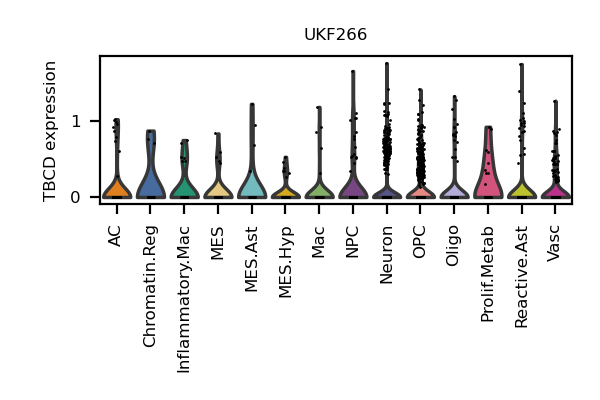 UKF266
TBCD expression
1
0
AC
Chromatin.Reg
Inflammatory.Mac
MES
MES.Ast
MES.Hyp
Mac
NPC
Neuron
OPC
Oligo
Prolif.Metab
Reactive.Ast
Vasc